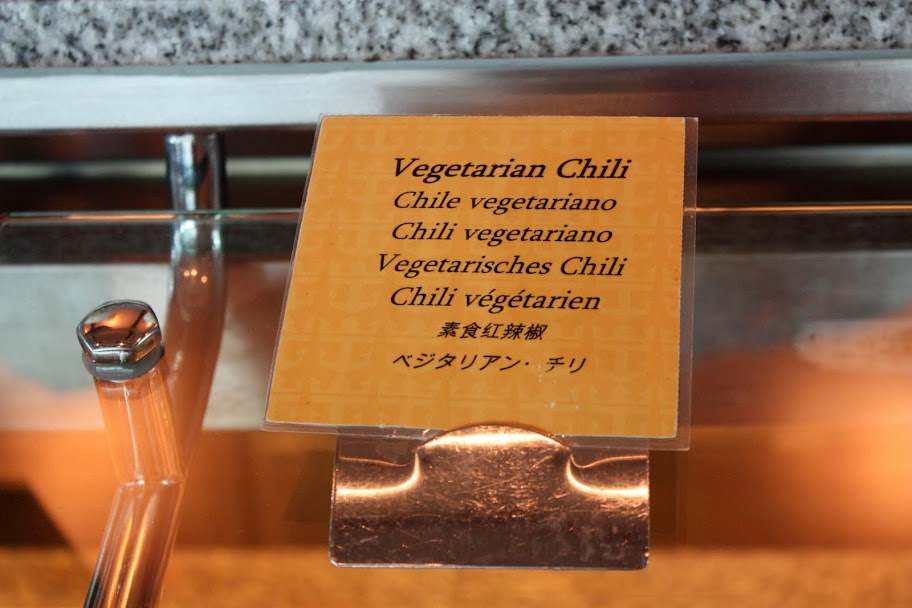 Vegetarian Chili
Chile vegetariano
Chili vegetariano
Vegetarisches Chili
Chili végétarien
素食红辣椒
ベジタリアン・チリ